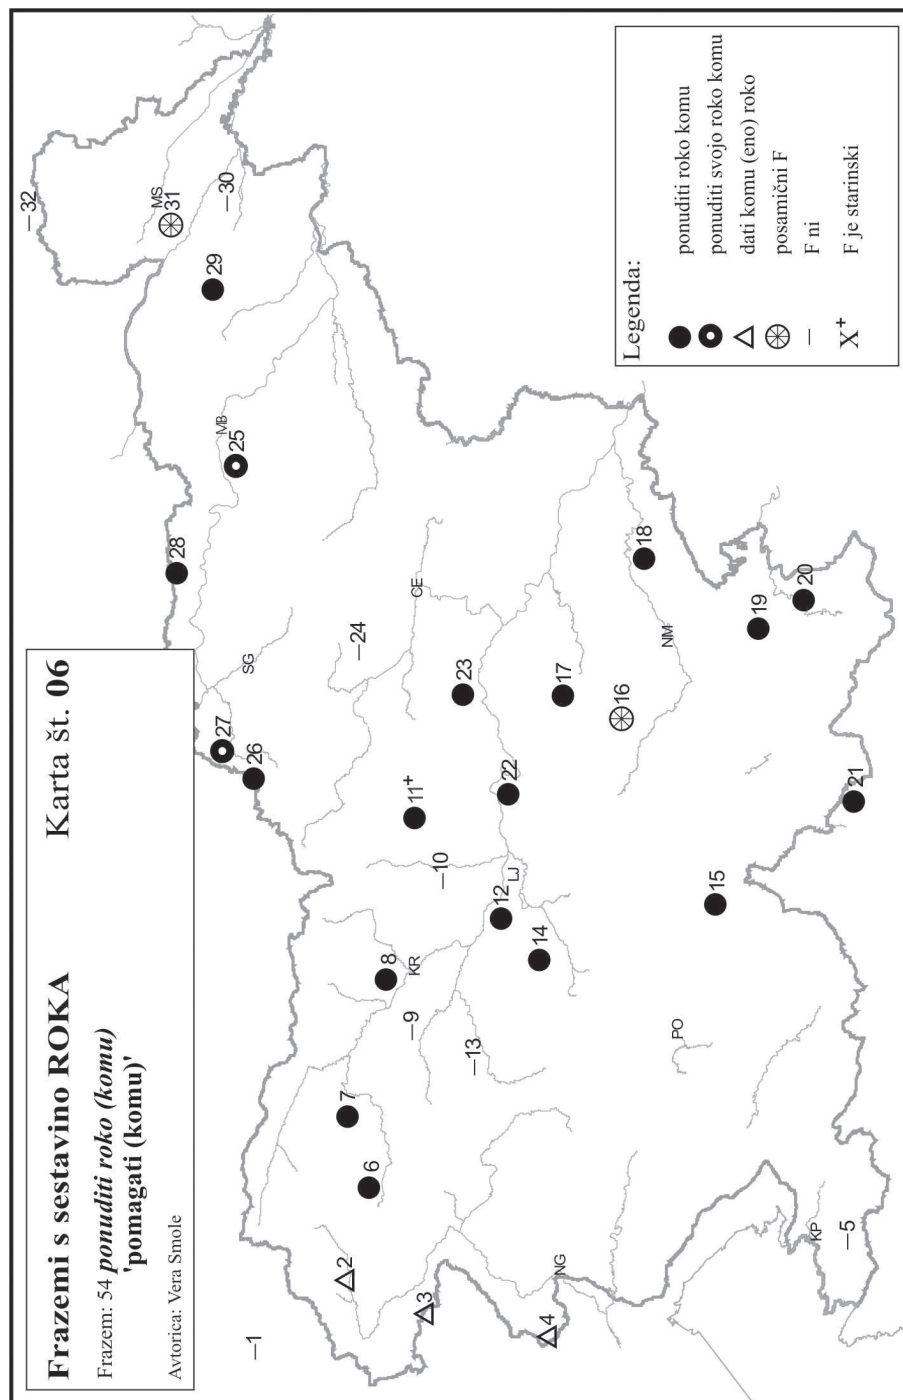 Frazemi s sestavino ROKA Karta št. 06
Frazem: 54 ponuditi roko (komu)
'pomagati (komu)'
Avtorica: Vera Smole
–1
2
3
4
–5
6
7
8
–9
–10
11+
12
–13
14
15
16
17
18
19
20
21
22
23
–24
25
26
27
28
29
–30
31
–32
MS
MB
SG
CE
KR
LJ
NM
PO
NG
KP
Legenda:
ponuditi roko komu
ponuditi svojo roko komu
dati komu (eno) roko
posamični F
– F ni
X+ F je starinski